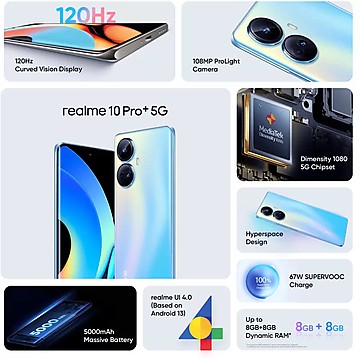 120Hz
120Hz
Curved Vision Display
108MP ProLight
Camera
realme 10 Pro+ 5G
MediaTek
Dimensity 1080
5G Chipset
Hyperspace
Design
100%
67W SUPERVOOC
Charge
5000
5000mAh
Massive Battery
realme UI 4.0
(Based on
Android 13)
Up to
8GB+8GB
Dynamic RAM*
8GB + 8GB